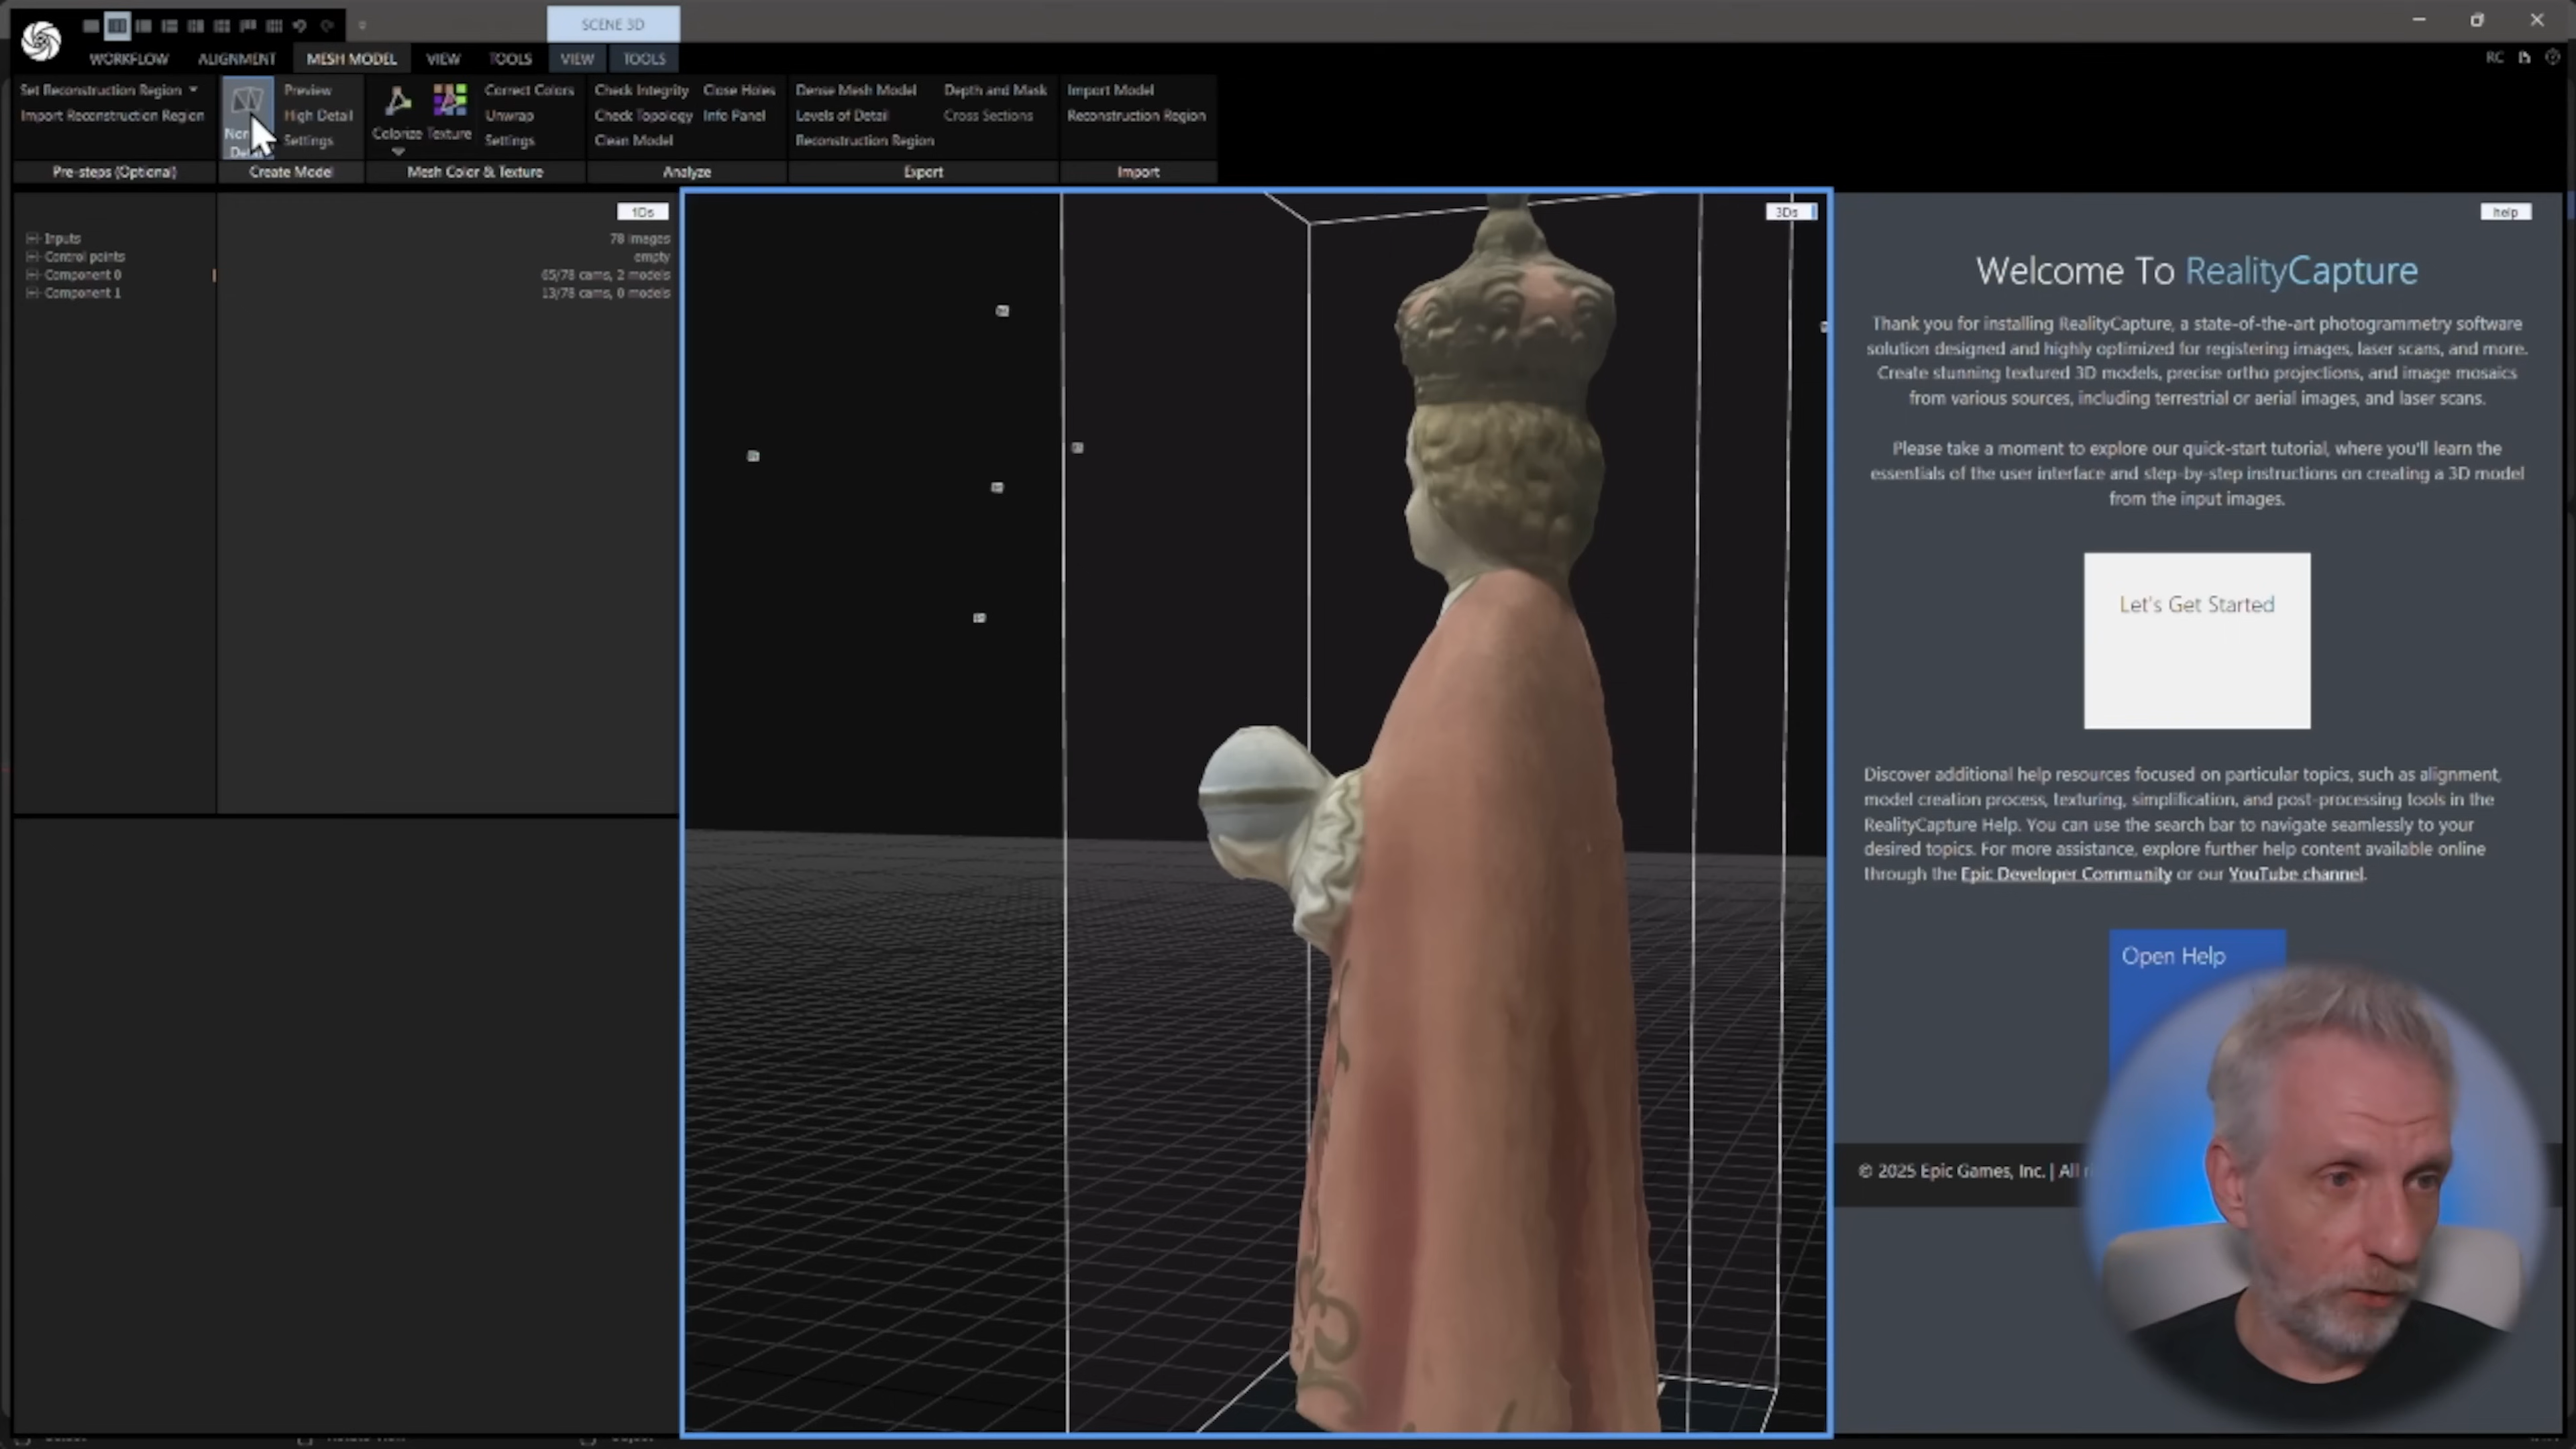 SCENE 3D
WORKFLOW ALIGNMENT MESH MODEL VIEW TOOLS VIEW TOOLS
RC
Set Reconstruction Region
Import Reconstruction Region
Pre-steps (Optional)
Preview
High Detail
Settings
Create Model
Colorize Texture
Correct Colors
Unwrap
Settings
Mesh Color & Texture
Check Integrity
Check Topology
Clean Model
Close Holes
Info Panel
Analyze
Dense Mesh Model
Levels of Detail
Reconstruction Region
Depth and Mask
Cross Sections
Export
Import Model
Reconstruction Region
Import
1Ds
Inputs 78 images
Control points empty
Component 0 65/78 cams, 2 models
Component 1 13/78 cams, 0 models
3Ds
help
Welcome To RealityCapture
Thank you for installing RealityCapture, a state-of-the-art photogrammetry software
solution designed and highly optimized for registering images, laser scans, and more.
Create stunning textured 3D models, precise ortho projections, and image mosaics
from various sources, including terrestrial or aerial images, and laser scans.
Please take a moment to explore our quick-start tutorial, where you'll learn the
essentials of the user interface and step-by-step instructions on creating a 3D model
from the input images.
Let's Get Started
Discover additional help resources focused on particular topics, such as alignment,
model creation process, texturing, simplification, and post-processing tools in the
RealityCapture Help. You can use the search bar to navigate seamlessly to your
desired topics. For more assistance, explore further help content available online
through the Epic Developer Community or our YouTube channel.
Open Help
© 2025 Epic Games, Inc. | All